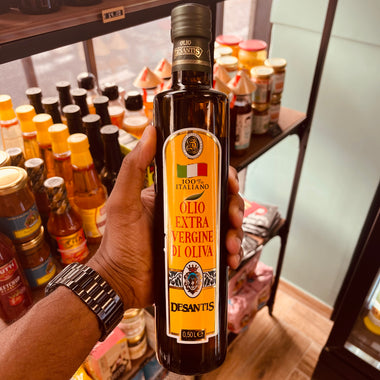 OLIO
DESANTIS
100%
ITALIANO
OLIO
EXTRA
VERGINE
DI OLIVA
DESANTIS
0,50 L e